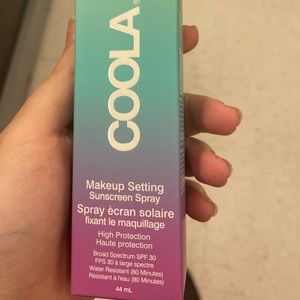 COOLA®
Makeup Setting
Sunscreen Spray
Spray écran solaire
fixant le maquillage
High Protection
Haute protection
Broad Spectrum SPF 30
FPS 30 à large spectre
Water Resistant (80 Minutes)
Résistant à l'eau (80 Minutes)
44 mL